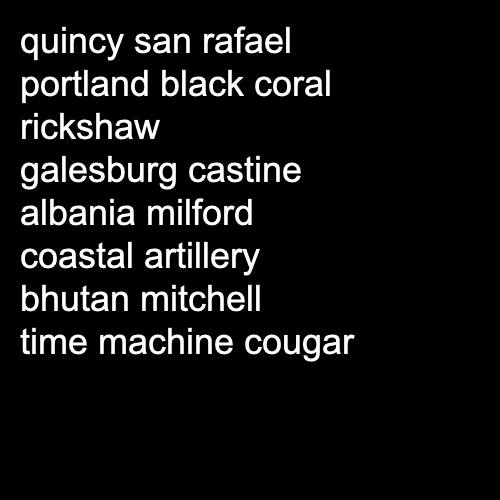 quincy san rafael
portland black coral
rickshaw
galesburg castine
albania milford
coastal artillery
bhutan mitchell
time machine cougar